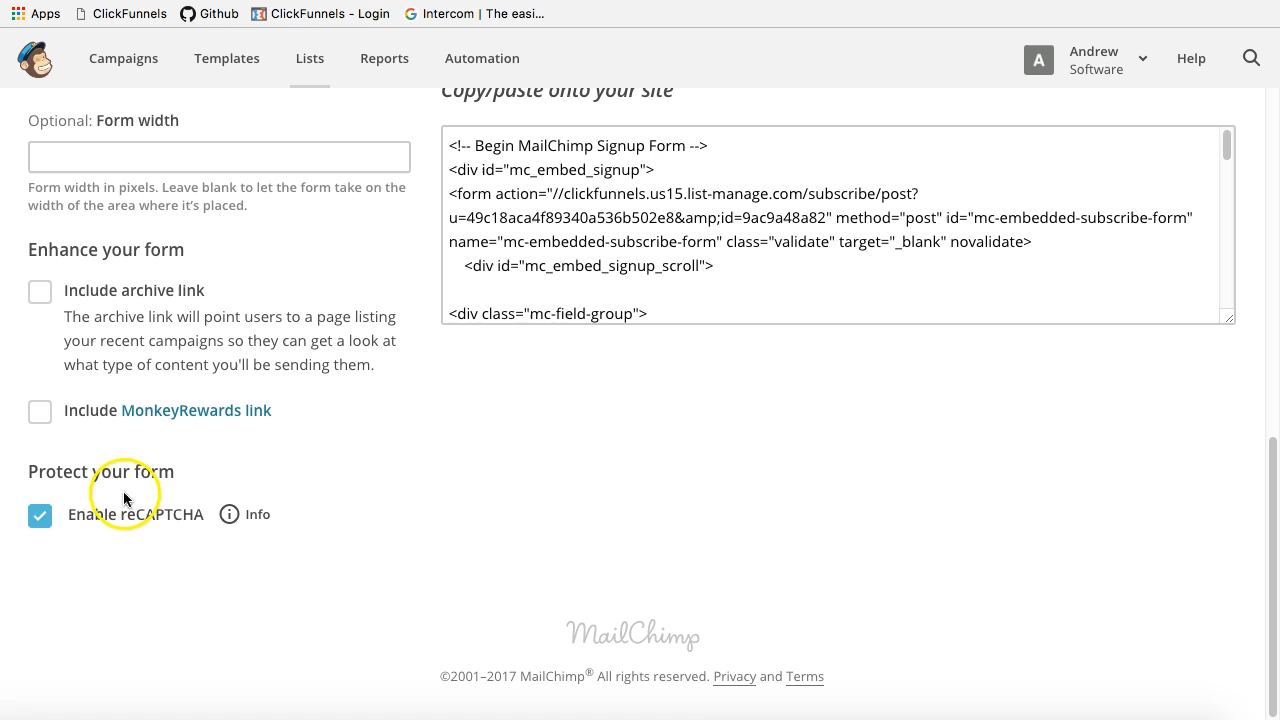 Apps ClickFunnels Github ClickFunnels - Login Intercom | The easi...
Campaigns Templates Lists Reports Automation A Andrew Help
Software
Copy/paste onto your site
Optional: Form width
Form width in pixels. Leave blank to let the form take on the
width of the area where it's placed.
Enhance your form
Include archive link
The archive link will point users to a page listing
your recent campaigns so they can get a look at
what type of content you'll be sending them.
Include MonkeyRewards link
Protect your form
Enable reCAPTCHA Info
<!-- Begin MailChimp Signup Form -->
<div id="mc_embed_signup">
<form action="//clickfunnels.us15.list-manage.com/subscribe/post?
u=49c18aca4f89340a536b502e8&amp;id=9ac9a48a82" method="post" id="mc-embedded-subscribe-form"
name="mc-embedded-subscribe-form" class="validate" target="_blank" novalidate>
<div id="mc_embed_signup_scroll">
<div class="mc-field-group">
MailChimp
©2001–2017 MailChimp® All rights reserved. Privacy and Terms